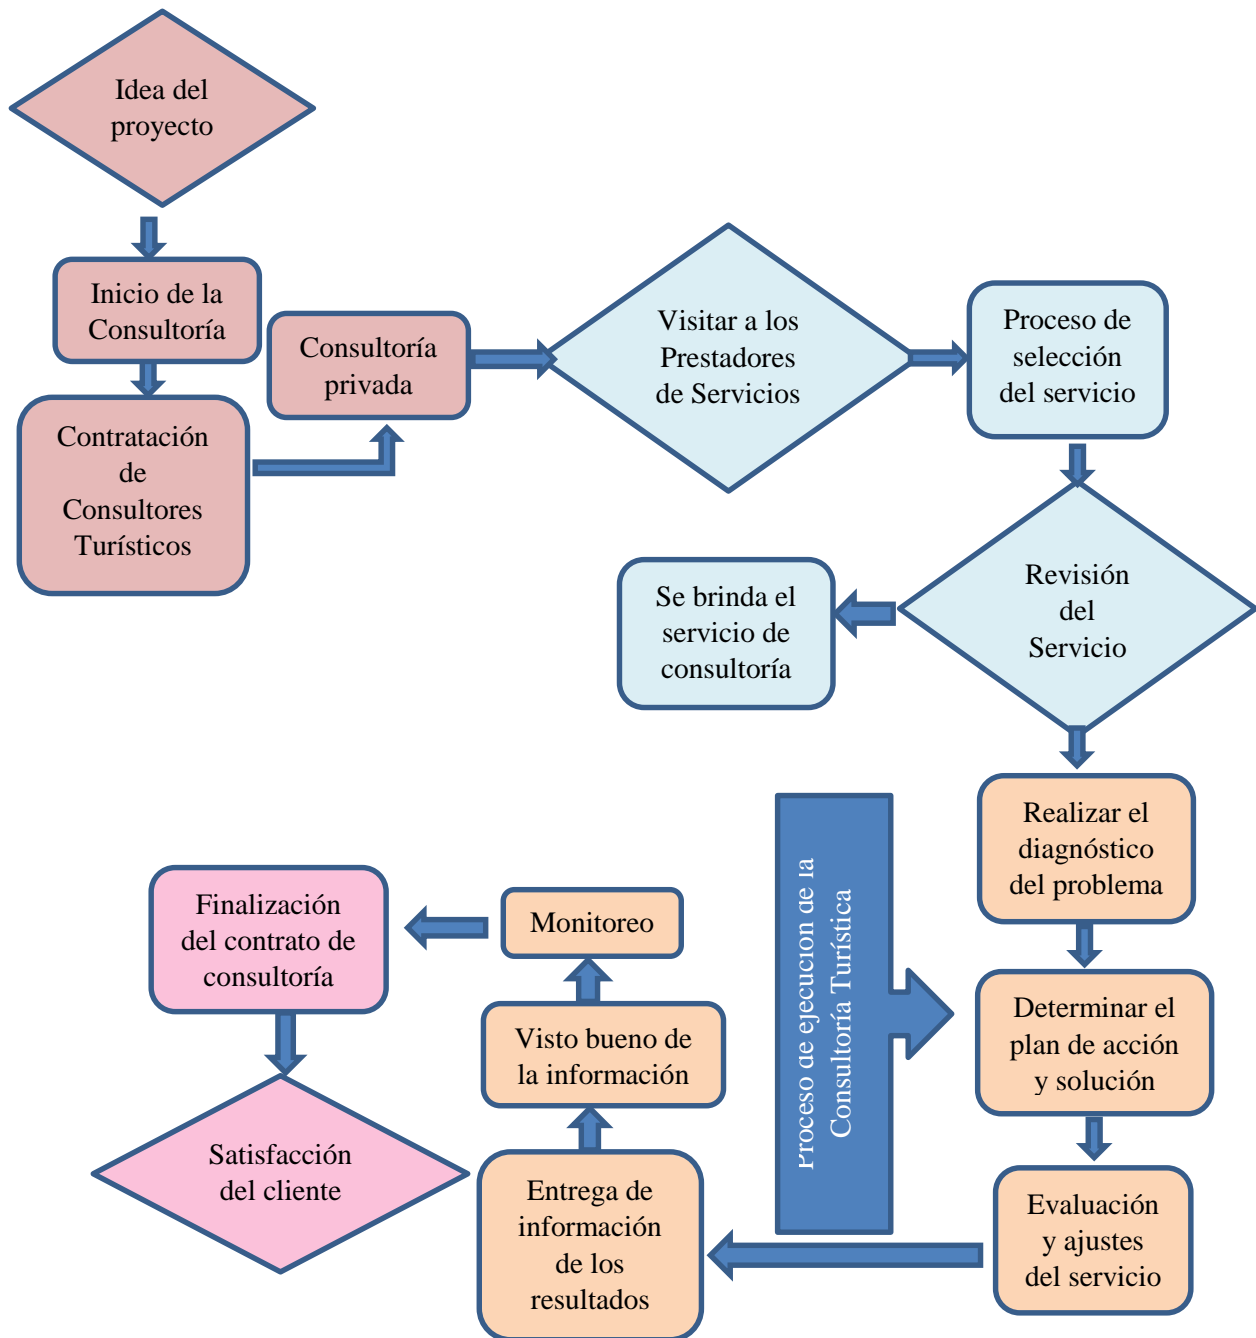 Idea del
proyecto
Inicio de la
Consultoría
Contratación
de
Consultores
Turísticos
Consultoría
privada
Visitar a los
Prestadores
de Servicios
Proceso de
selección
del servicio
Revisión
del
Servicio
Se brinda el
servicio de
consultoría
Realizar el
diagnóstico
del problema
Proceso de ejecucion de la
Consultoría Turística
Determinar el
plan de acción
y solución
Evaluación
y ajustes
del servicio
Entrega de
información
de los
resultados
Visto bueno de
la información
Monitoreo
Finalización
del contrato de
consultoría
Satisfacción
del cliente